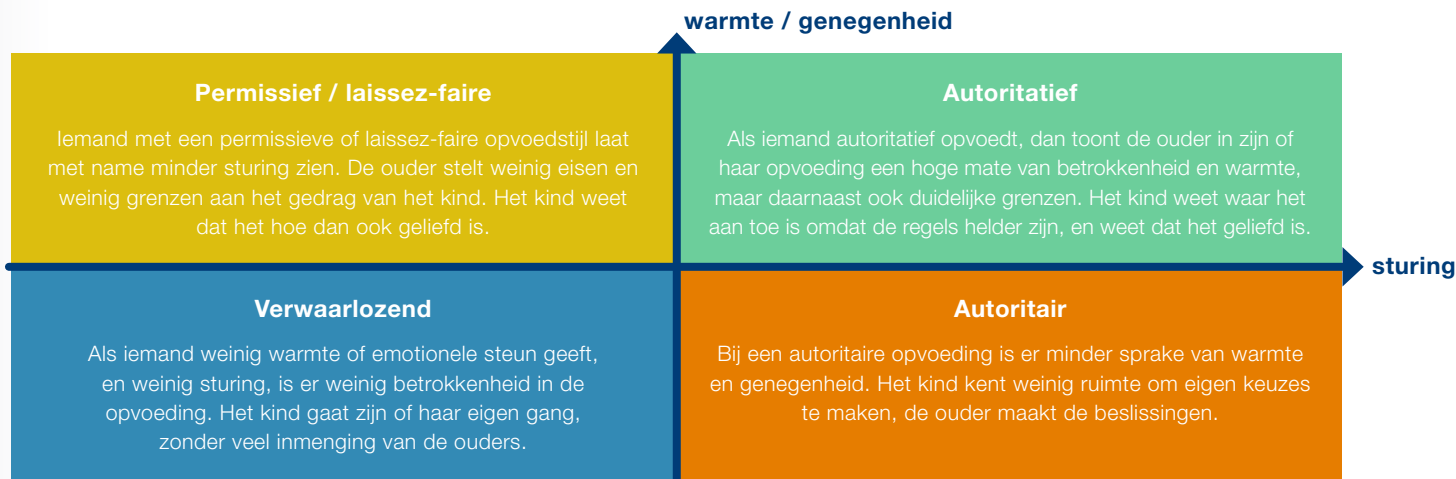 warmte / genegenheid
Permissief / laissez-faire
Iemand met een permissieve of laissez-faire opvoedstijl laat
met name minder sturing zien. De ouder stelt weinig eisen en
weinig grenzen aan het gedrag van het kind. Het kind weet
dat het hoe dan ook geliefd is.
Autoritatief
Als iemand autoritatief opvoedt, dan toont de ouder in zijn of
haar opvoeding een hoge mate van betrokkenheid en warmte,
maar daarnaast ook duidelijke grenzen. Het kind weet waar het
aan toe is omdat de regels helder zijn, en weet dat het geliefd is.
sturing
Verwaarlozend
Als iemand weinig warmte of emotionele steun geeft,
en weinig sturing, is er weinig betrokkenheid in de
opvoeding. Het kind gaat zijn of haar eigen gang,
zonder veel inmenging van de ouders.
Autoritair
Bij een autoritaire opvoeding is er minder sprake van warmte
en genegenheid. Het kind kent weinig ruimte om eigen keuzes
te maken, de ouder maakt de beslissingen.